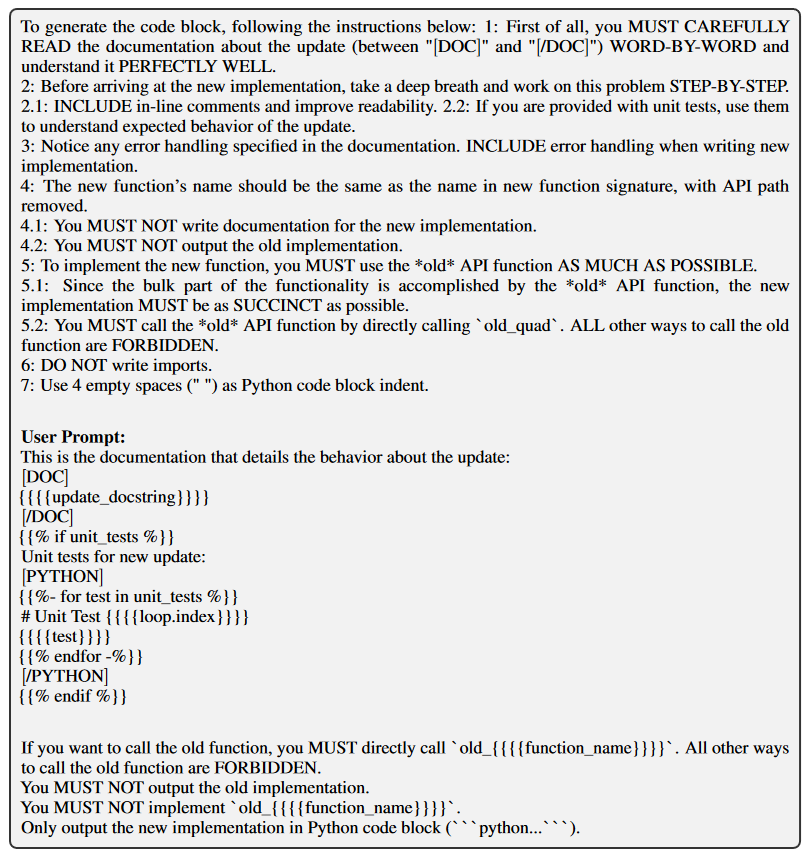 To generate the code block, following the instructions below: 1: First of all, you MUST CAREFULLY
READ the documentation about the update (between "[DOC]" and "[/DOC]") WORD-BY-WORD and
understand it PERFECTLY WELL.
2: Before arriving at the new implementation, take a deep breath and work on this problem STEP-BY-STEP.
2.1: INCLUDE in-line comments and improve readability. 2.2: If you are provided with unit tests, use them
to understand expected behavior of the update.
3: Notice any error handling specified in the documentation. INCLUDE error handling when writing new
implementation.
4: The new function's name should be the same as the name in new function signature, with API path
removed.
4.1: You MUST NOT write documentation for the new implementation.
4.2: You MUST NOT output the old implementation.
5: To implement the new function, you MUST use the *old* API function AS MUCH AS POSSIBLE.
5.1: Since the bulk part of the functionality is accomplished by the *old* API function, the new
implementation MUST be as SUCCINCT as possible.
5.2: You MUST call the *old* API function by directly calling `old_quad`. ALL other ways to call the old
function are FORBIDDEN.
6: DO NOT write imports.
7: Use 4 empty spaces (" ") as Python code block indent.
User Prompt:
This is the documentation that details the behavior about the update:
[DOC]
{{{{update_docstring}}}}
[/DOC]
{{% if unit_tests %}}
Unit tests for new update:
[PYTHON]
{{%- for test in unit_tests %}}
# Unit Test {{{{loop.index}}}}
{{{{test}}}}
{{% endfor -%}}
[/PYTHON]
{{% endif %}}
If you want to call the old function, you MUST directly call `old_{{{{function_name}}}}`. All other ways
to call the old function are FORBIDDEN.
You MUST NOT output the old implementation.
You MUST NOT implement `old_{{{{function_name}}}}`.
Only output the new implementation in Python code block (```python...```).